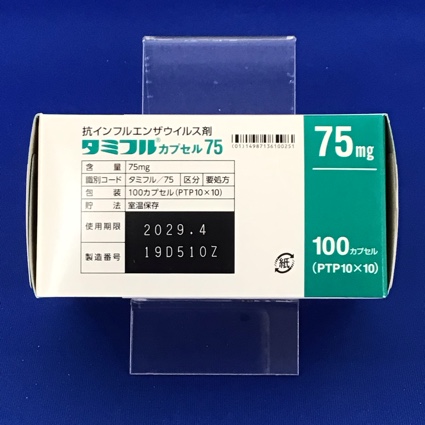 抗インフルエンザウイルス剤
タミフル®カプセル75
(01)14987136100251
含 量 75mg
識別コード タミフル/75 区分 要処方
包 装 100カプセル(PTP10×10)
貯 法 室温保存
使用期限 2029.4
製造番号 19D510Z
紙
75mg
100カプセル
(PTP10×10)